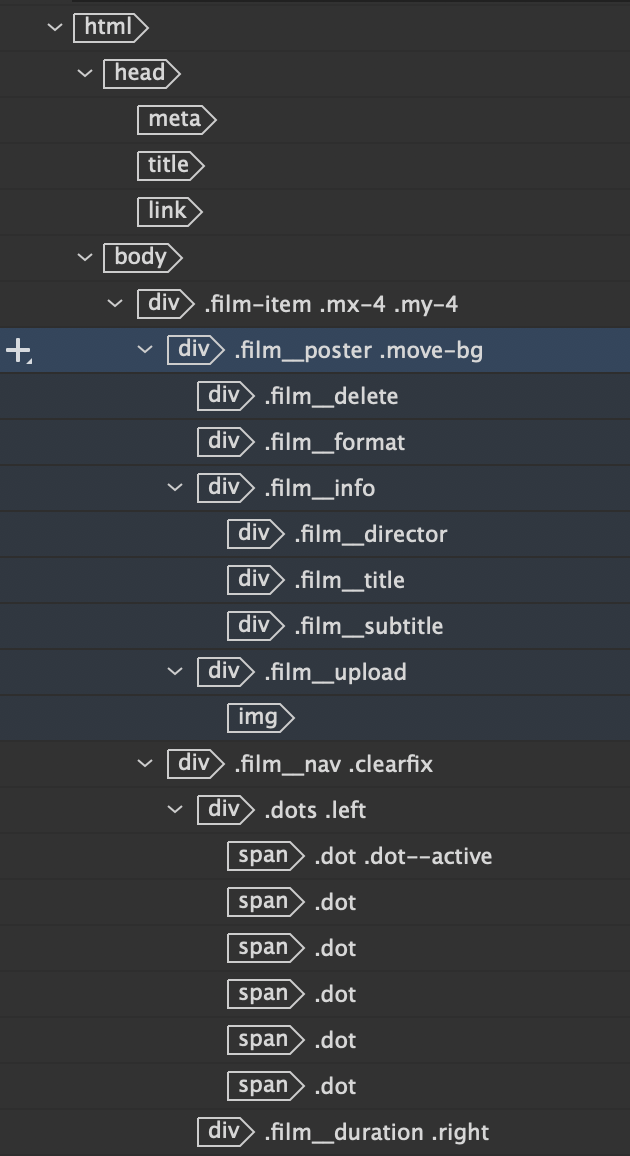 html
head
meta
title
link
body
div .film-item .mx-4 .my-4
div .film__poster .move-bg
div .film__delete
div .film__format
div .film__info
div .film__director
div .film__title
div .film__subtitle
div .film__upload
img
div .film__nav .clearfix
div .dots .left
span .dot .dot--active
span .dot
span .dot
span .dot
span .dot
span .dot
div .film__duration .right